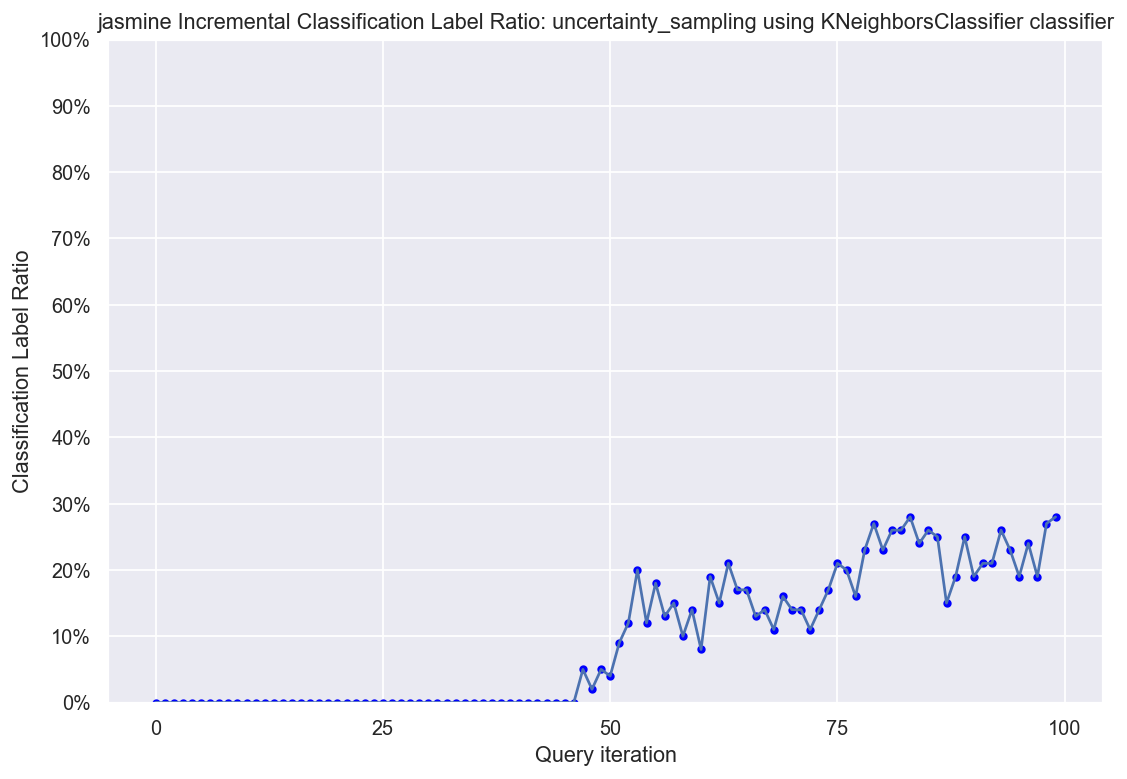 jasmine Incremental Classification Label Ratio: uncertainty_sampling using KNeighborsClassifier classifier
100%
90%
80%
70%
60%
50%
40%
30%
20%
10%
0%
Classification Label Ratio
0 25 50 75 100
Query iteration